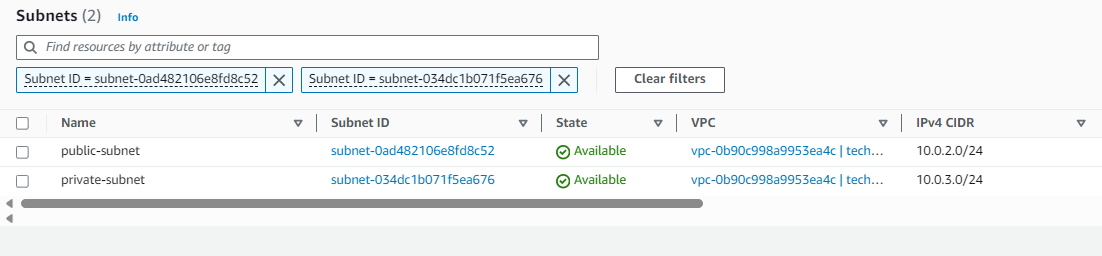 Subnets (2) Info
Find resources by attribute or tag
Subnet ID = subnet-0ad482106e8fd8c52 Subnet ID = subnet-034dc1b071f5ea676 Clear filters
Name Subnet ID State VPC IPv4 CIDR
public-subnet subnet-0ad482106e8fd8c52 Available vpc-0b90c998a9953ea4c | tech… 10.0.2.0/24
private-subnet subnet-034dc1b071f5ea676 Available vpc-0b90c998a9953ea4c | tech… 10.0.3.0/24